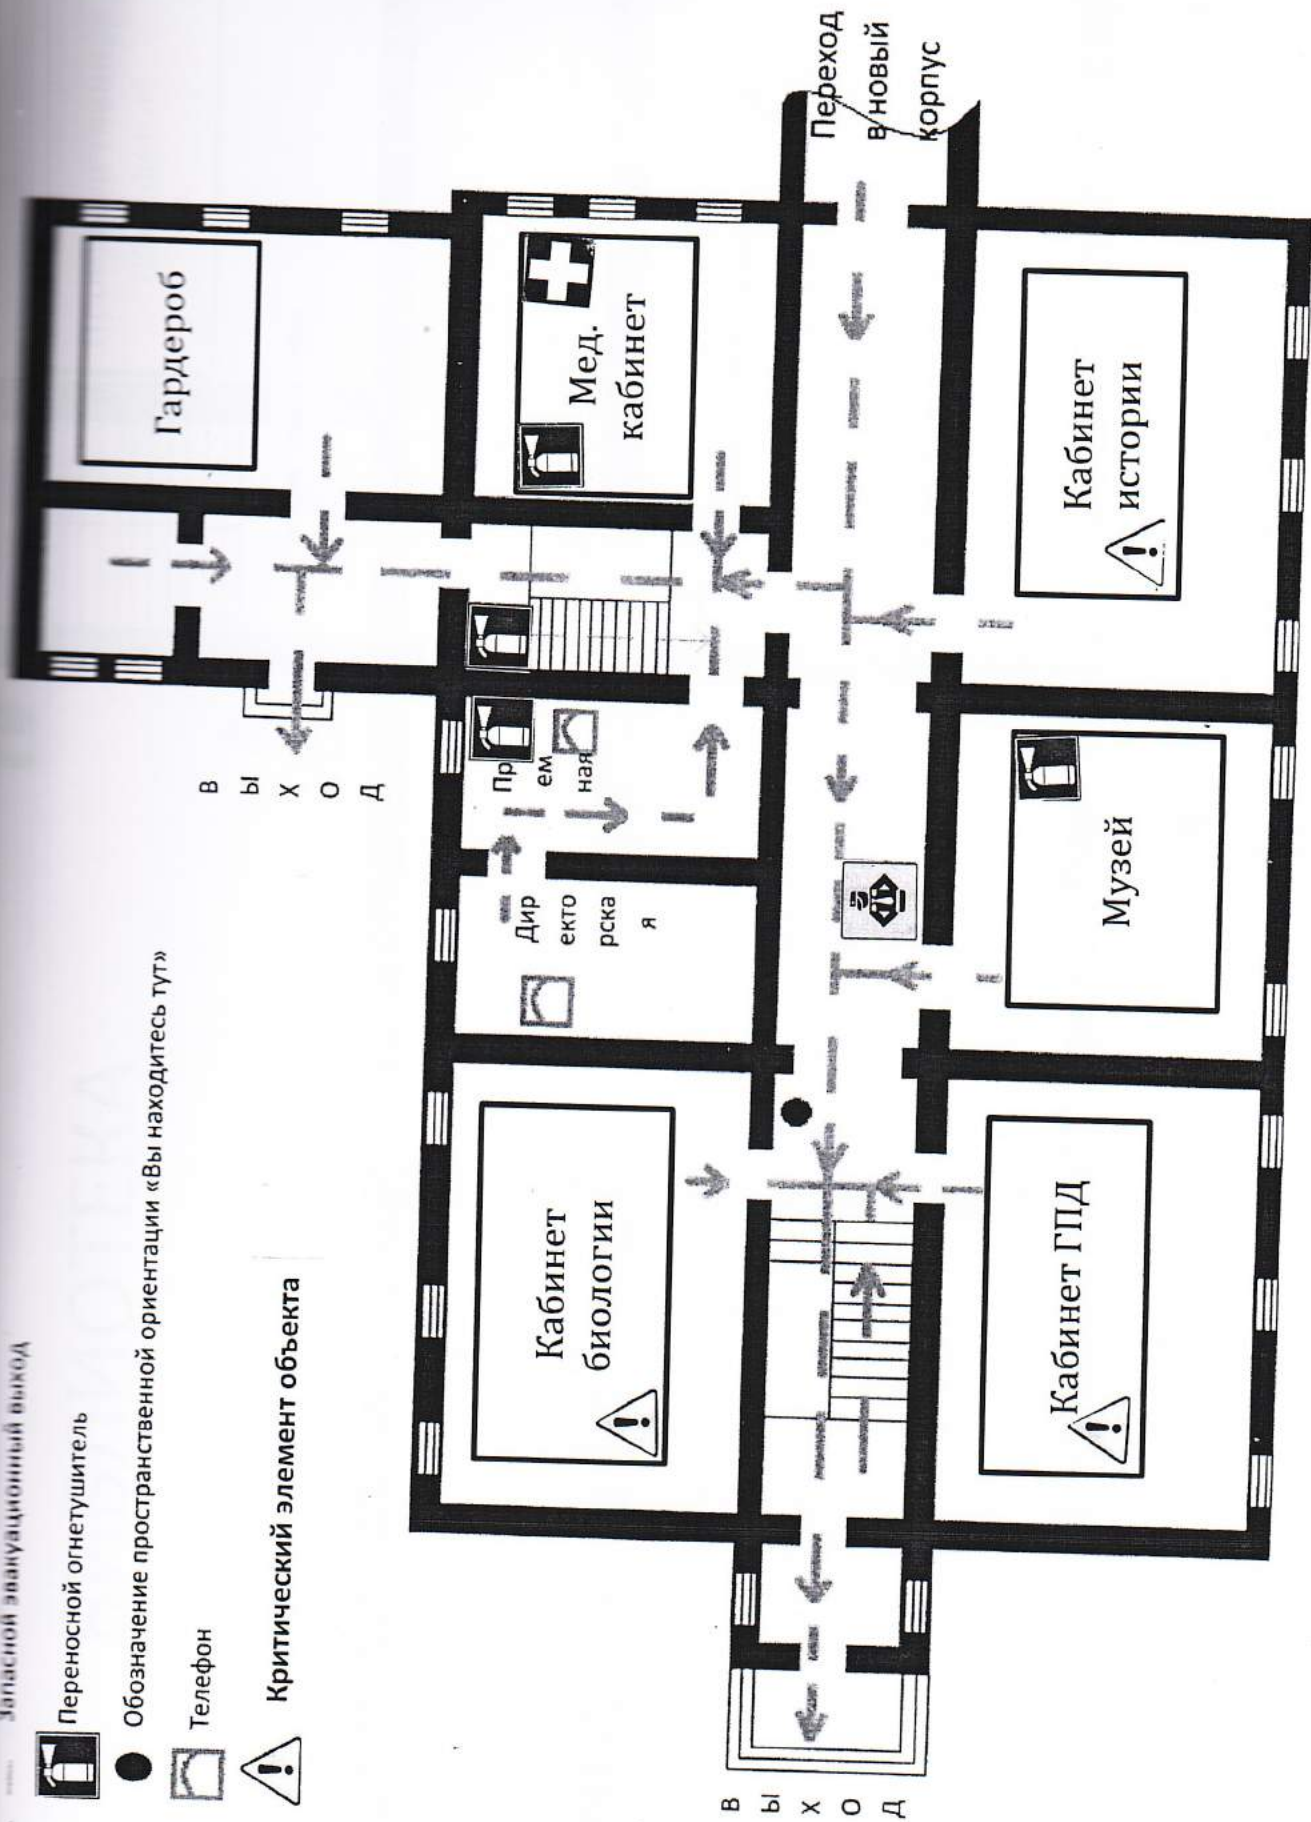 Запасной эвакуационный выход
Переносной огнетушитель
Обозначение пространственной ориентации «Вы находитесь тут»
Телефон
Критический элемент объекта
В
Ы
Х
О
Д
Гардероб
Мед.
кабинет
Переход
в новый
корпус
Дир
екто
рска
я
Пр
ем
ная
Кабинет
биологии
Кабинет ГПД
Музей
Кабинет
истории
В
Ы
Х
О
Д